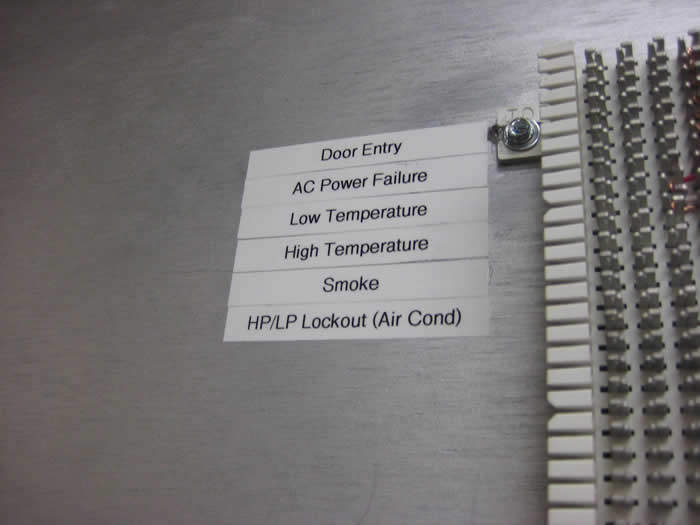 Door Entry
AC Power Failure
Low Temperature
High Temperature
Smoke
HP/LP Lockout (Air Cond)